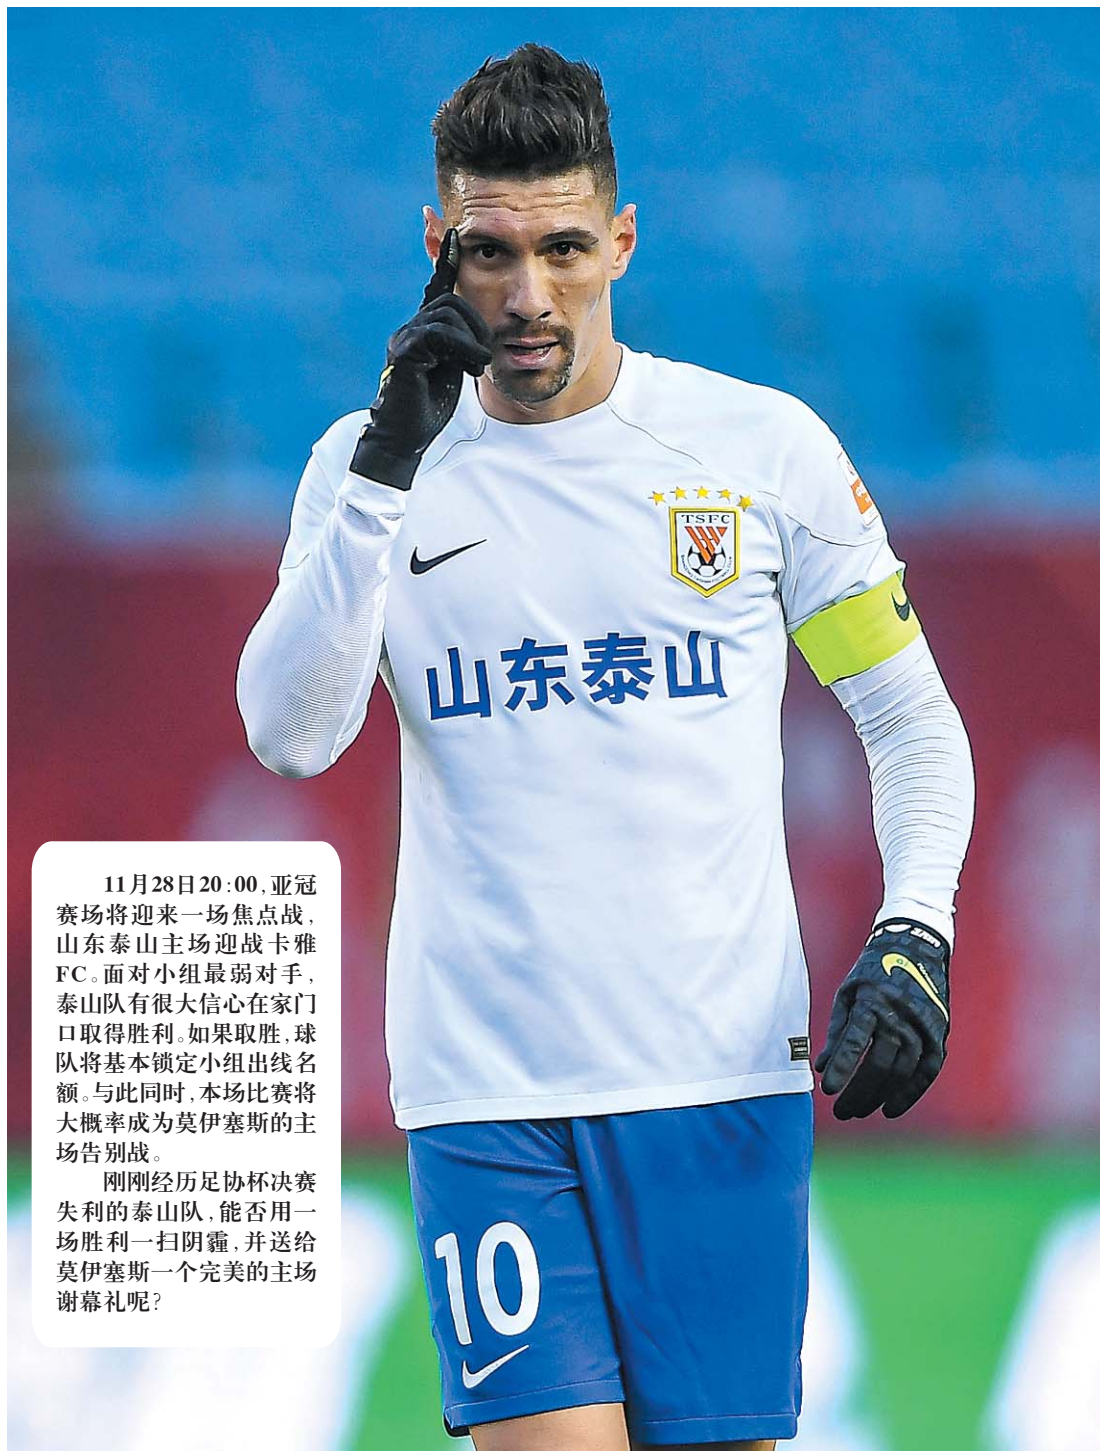 TSFC
山东泰山
11月28日20:00,亚冠
赛场将迎来一场焦点战,
山东泰山主场迎战卡雅
FC。面对小组最弱对手,
泰山队有很大信心在家门
口取得胜利。如果取胜,球
队将基本锁定小组出线名
额。与此同时,本场比赛将
大概率成为莫伊塞斯的主
场告别战。
刚刚经历足协杯决赛
失利的泰山队,能否用一
场胜利一扫阴霾,并送给
莫伊塞斯一个完美的主场
谢幕礼呢?
10